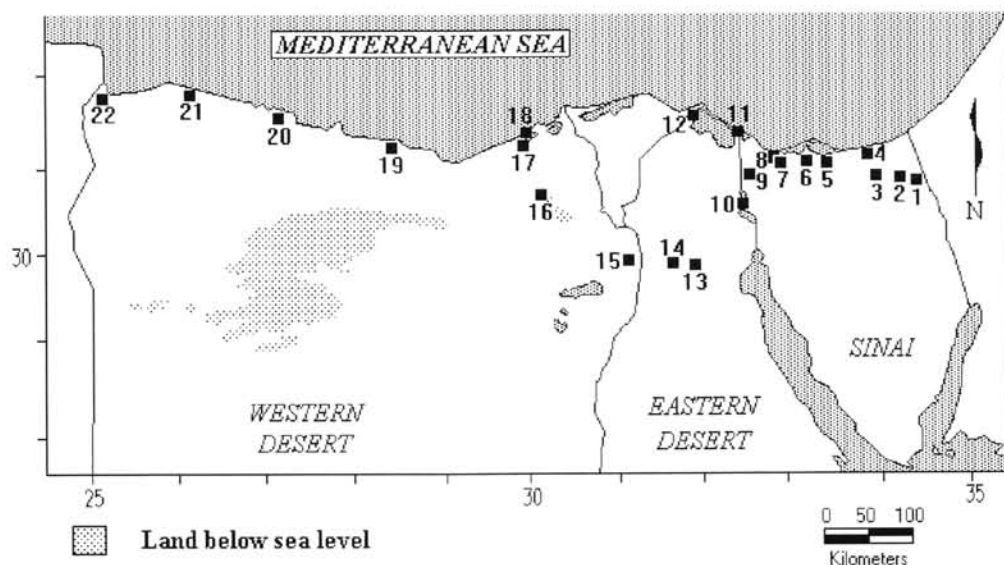 MEDITERRANEAN SEA
22
21
20
19
18
17
16
12
11
8
9
7
6
5
4
3
2
1
10
N
30
15
14
13
SINAI
WESTERN
DESERT
EASTERN
DESERT
25
30
35
Land below sea level
0 50 100
Kilometers